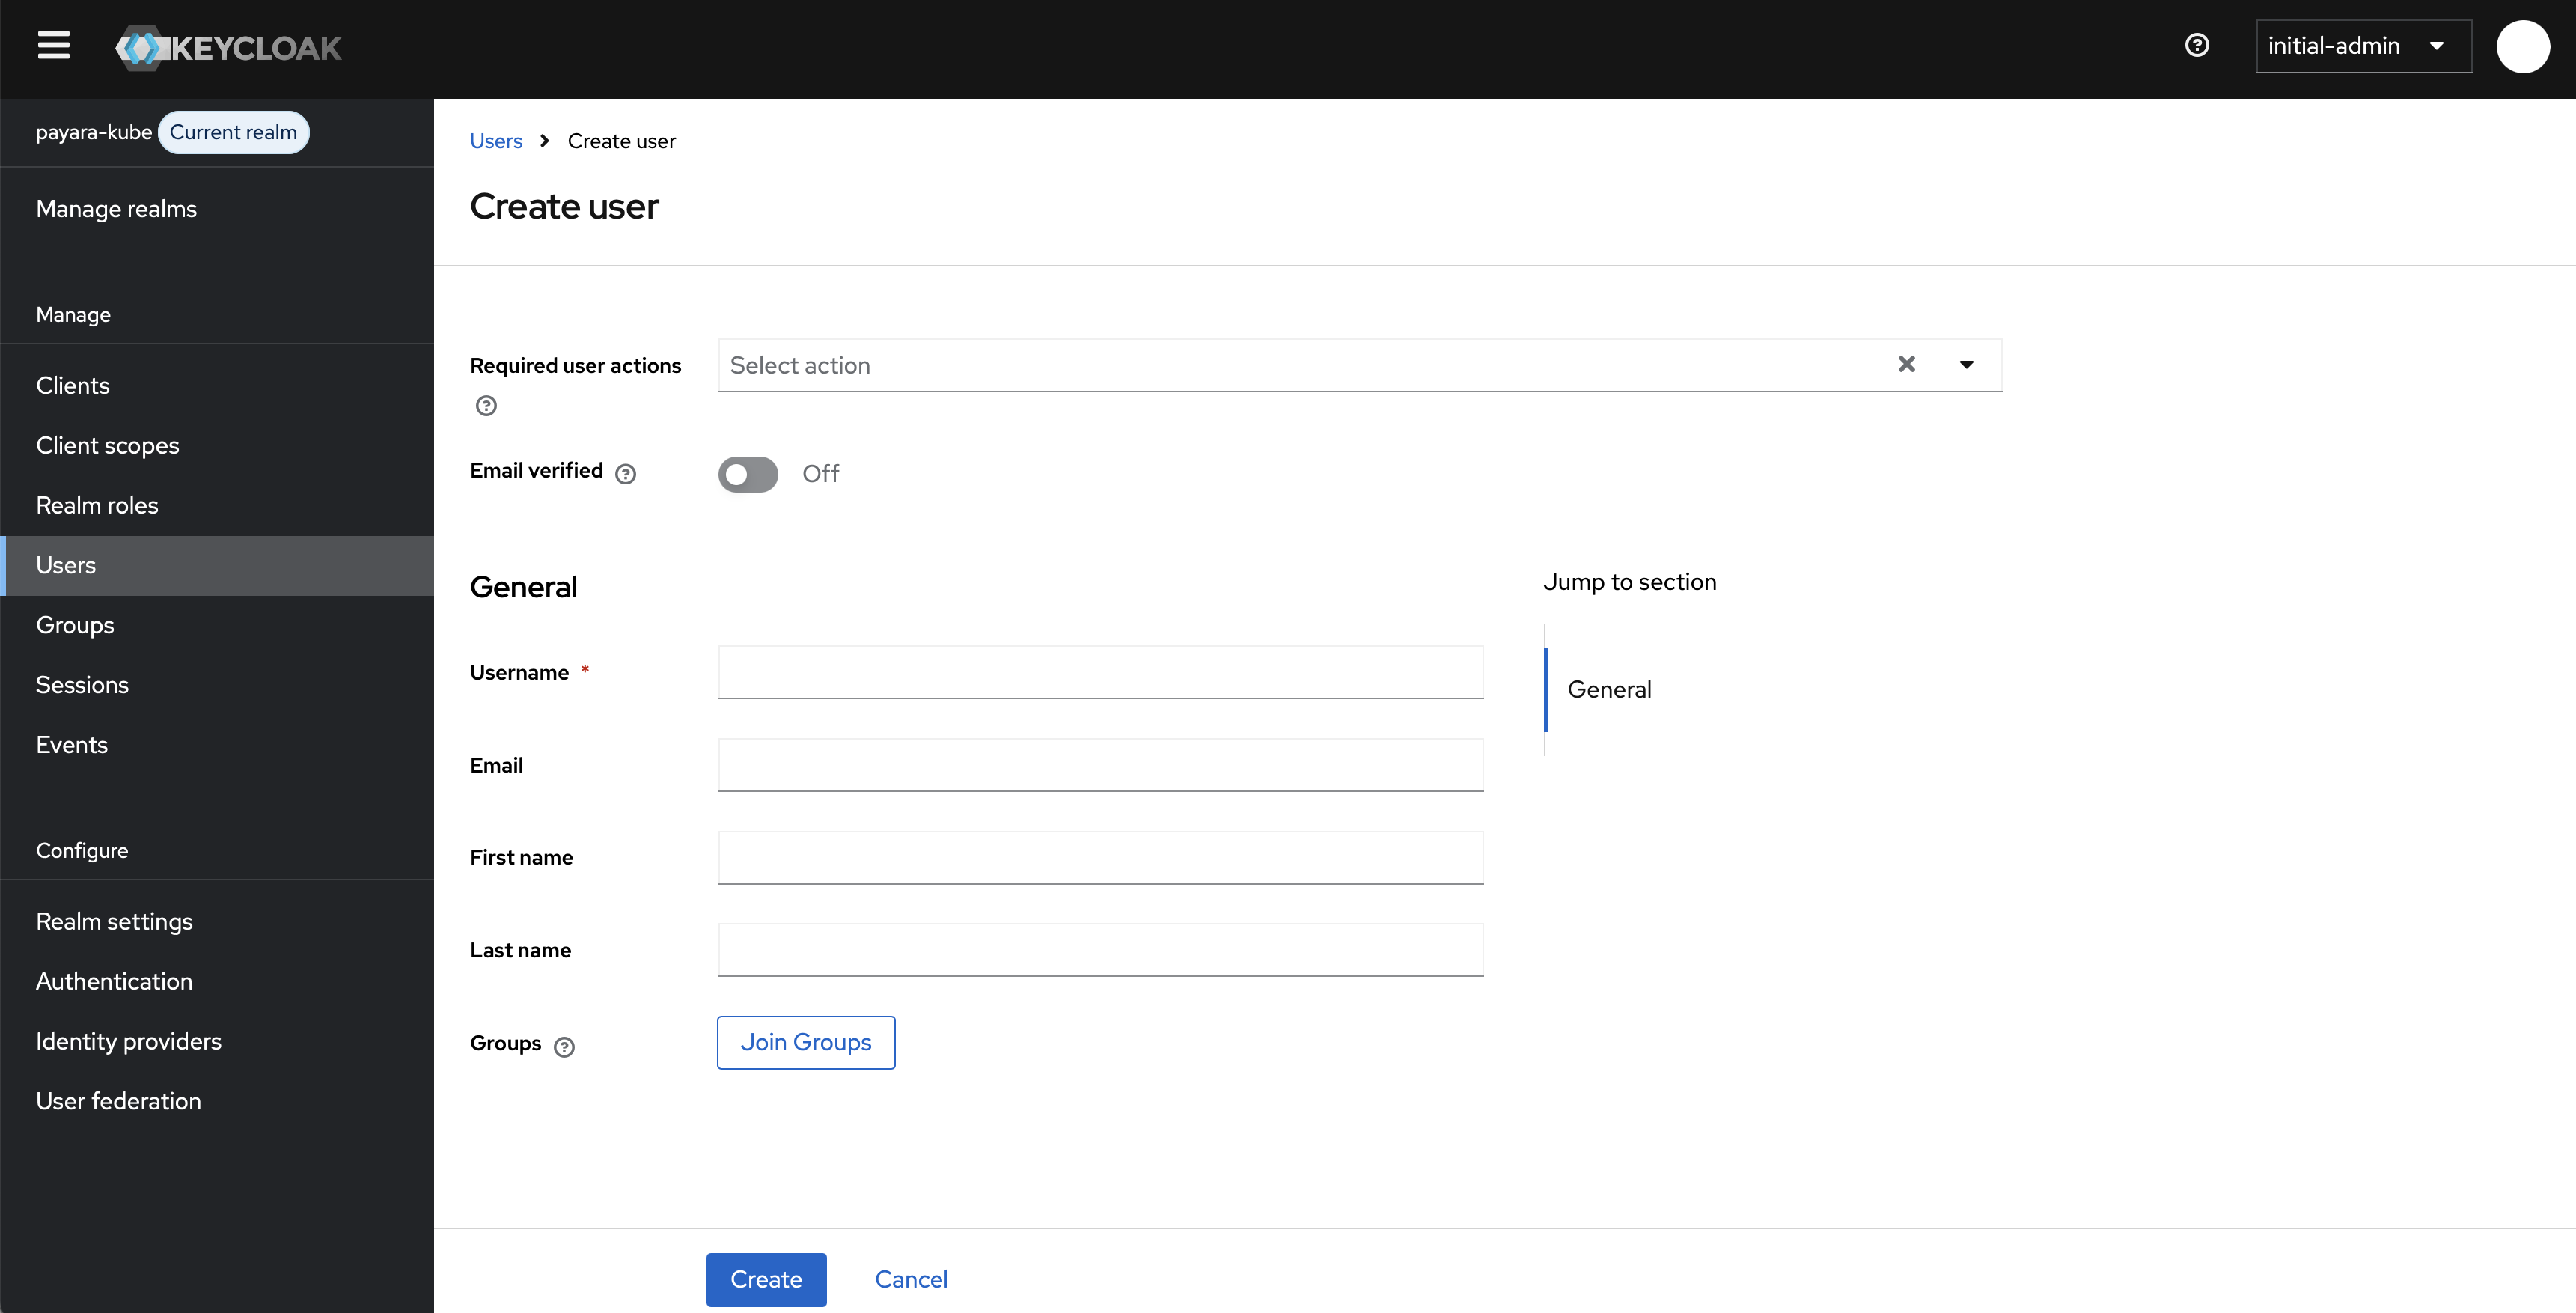 KEYCLOAK
initial-admin
payara-kube Current realm
Manage realms
Manage
Clients
Client scopes
Realm roles
Users
Groups
Sessions
Events
Configure
Realm settings
Authentication
Identity providers
User federation
Users > Create user
Create user
Required user actions
Select action
Email verified
Off
General
Username *
Email
First name
Last name
Groups
Join Groups
Jump to section
General
Create
Cancel